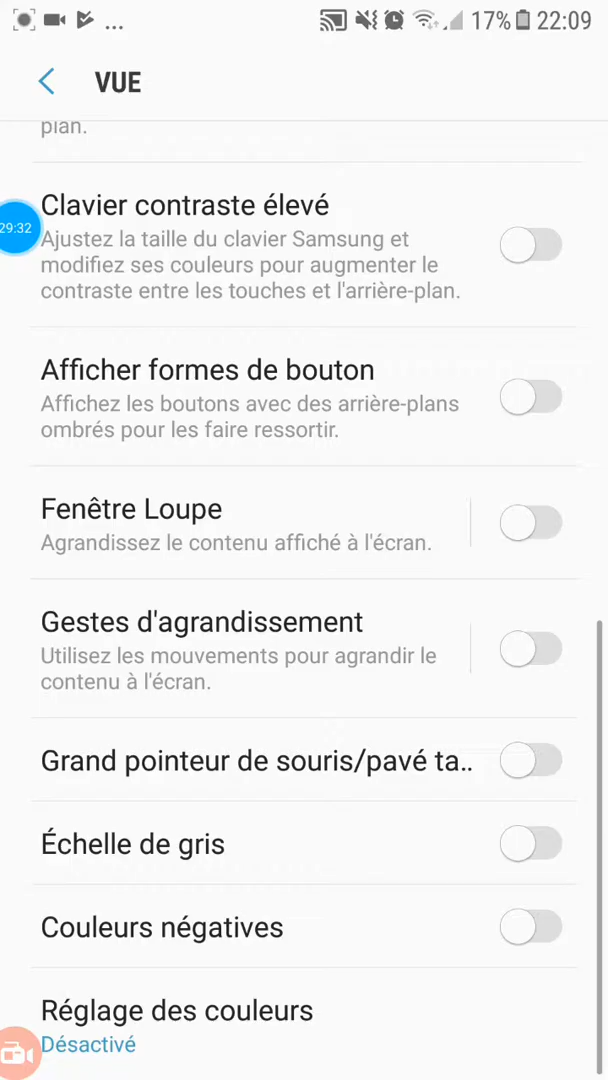 ... 17% 22:09
VUE
plan.
Clavier contraste élevé
29:32
Ajustez la taille du clavier Samsung et
modifiez ses couleurs pour augmenter le
contraste entre les touches et l'arrière-plan.
Afficher formes de bouton
Affichez les boutons avec des arrière-plans
ombrés pour les faire ressortir.
Fenêtre Loupe
Agrandissez le contenu affiché à l'écran.
Gestes d'agrandissement
Utilisez les mouvements pour agrandir le
contenu à l'écran.
Grand pointeur de souris/pavé ta..
Échelle de gris
Couleurs négatives
Réglage des couleurs
Désactivé